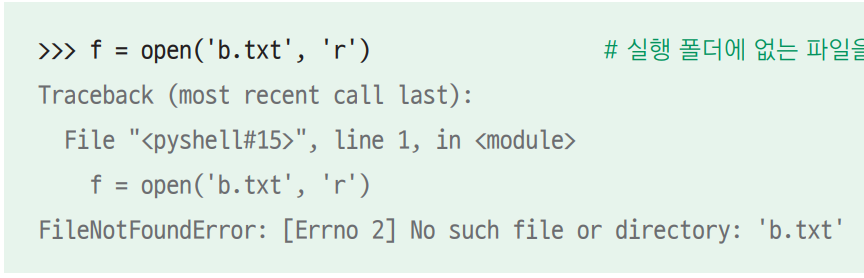 >>> f = open('b.txt', 'r')    # 실행 폴더에 없는 파일을
Traceback (most recent call last):
  File "<pyshell#15>", line 1, in <module>
    f = open('b.txt', 'r')
FileNotFoundError: [Errno 2] No such file or directory: 'b.txt'